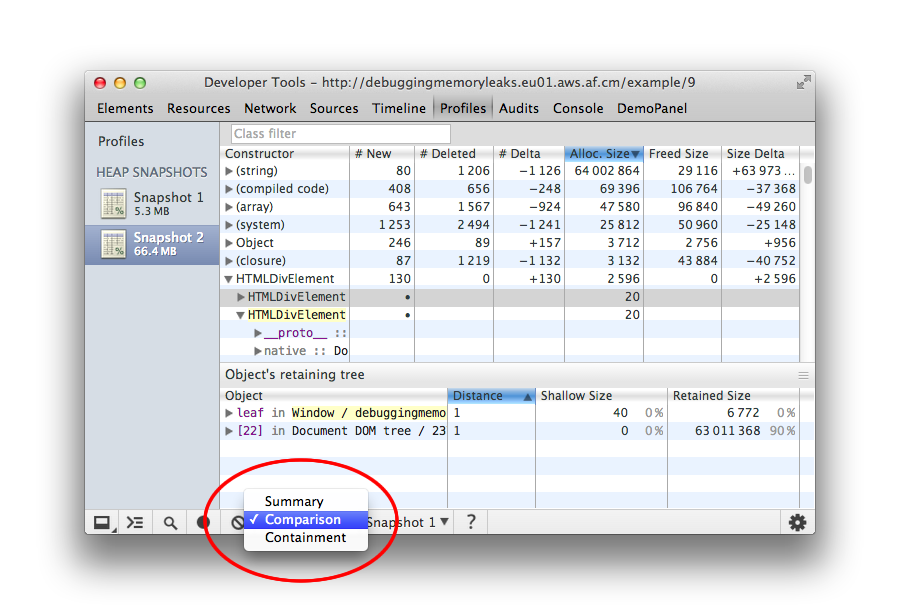 Developer Tools - http://debuggingmemoryleaks.eu01.aws.af.cm/example/9
Elements Resources Network Sources Timeline Profiles Audits Console DemoPanel
Profiles
HEAP SNAPSHOTS
Snapshot 1
5.3 MB
Snapshot 2
66.4 MB
Class filter
Constructor # New # Deleted # Delta Alloc. Size▼ Freed Size Size Delta
▶(string) 80 1 206 −1 126 64 002 864 29 116 +63 973 ...
▶(compiled code) 408 656 −248 69 396 106 764 −37 368
▶(array) 643 1 567 −924 47 580 96 840 −49 260
▶(system) 1 253 2 494 −1 241 25 812 50 960 −25 148
▶Object 246 89 +157 3 712 2 756 +956
▶(closure) 87 1 219 −1 132 3 132 43 884 −40 752
▼HTMLDivElement 130 0 +130 2 596 0 +2 596
▶HTMLDivElement • 20
▼HTMLDivElement • 20
▶__proto__ ::
▶native :: Do
Object's retaining tree
Object Distance ▲ Shallow Size Retained Size
▶leaf in Window / debuggingmemo 1 40 0% 6 772 0%
▶[22] in Document DOM tree / 23 1 0 0% 63 011 368 90%
Summary
✓ Comparison
Containment
Snapshot 1 ▼ ?